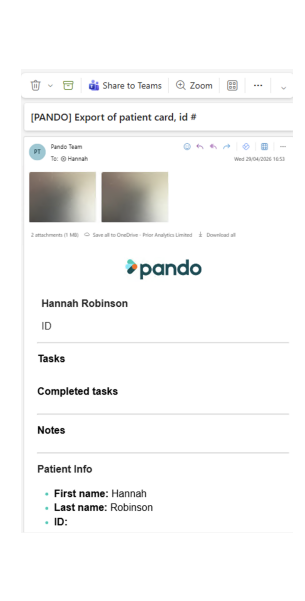 Share to Teams Zoom
[PANDO] Export of patient card, id #
PT
Pando Team
To: Hannah
Wed 29/04/2026 16:53
2 attachments (1 MB) Save all to OneDrive - Prior Analytics Limited Download all
pando
Hannah Robinson
ID
Tasks
Completed tasks
Notes
Patient Info
First name: Hannah
Last name: Robinson
ID: